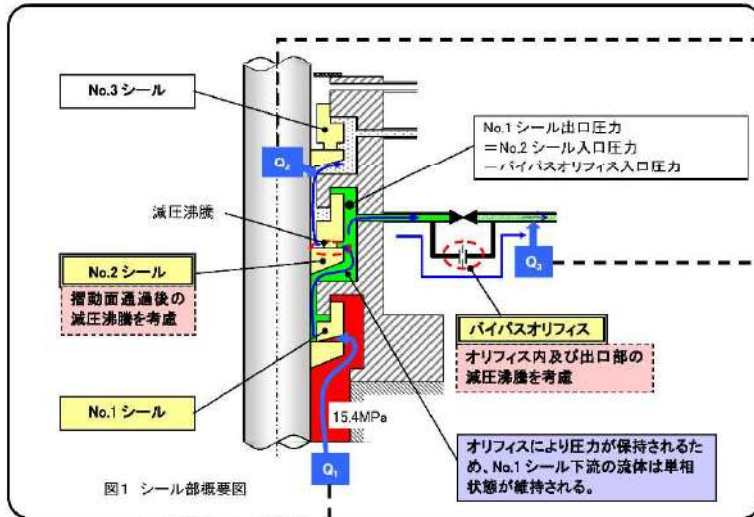 No.3 シール
No.1 シール出口圧力
＝No.2 シール入口圧力
＝バイパスオリフィス入口圧力
Q₂
減圧沸騰
No.2 シール
摺動面通過後の
減圧沸騰を考慮
Q₃
バイパスオリフィス
オリフィス内及び出口部の
減圧沸騰を考慮
No.1 シール
15.4MPa
オリフィスにより圧力が保持されるた
め、No.1 シール下流の流体は単相
状態が維持される。
Q₁
図1 シール部概要図